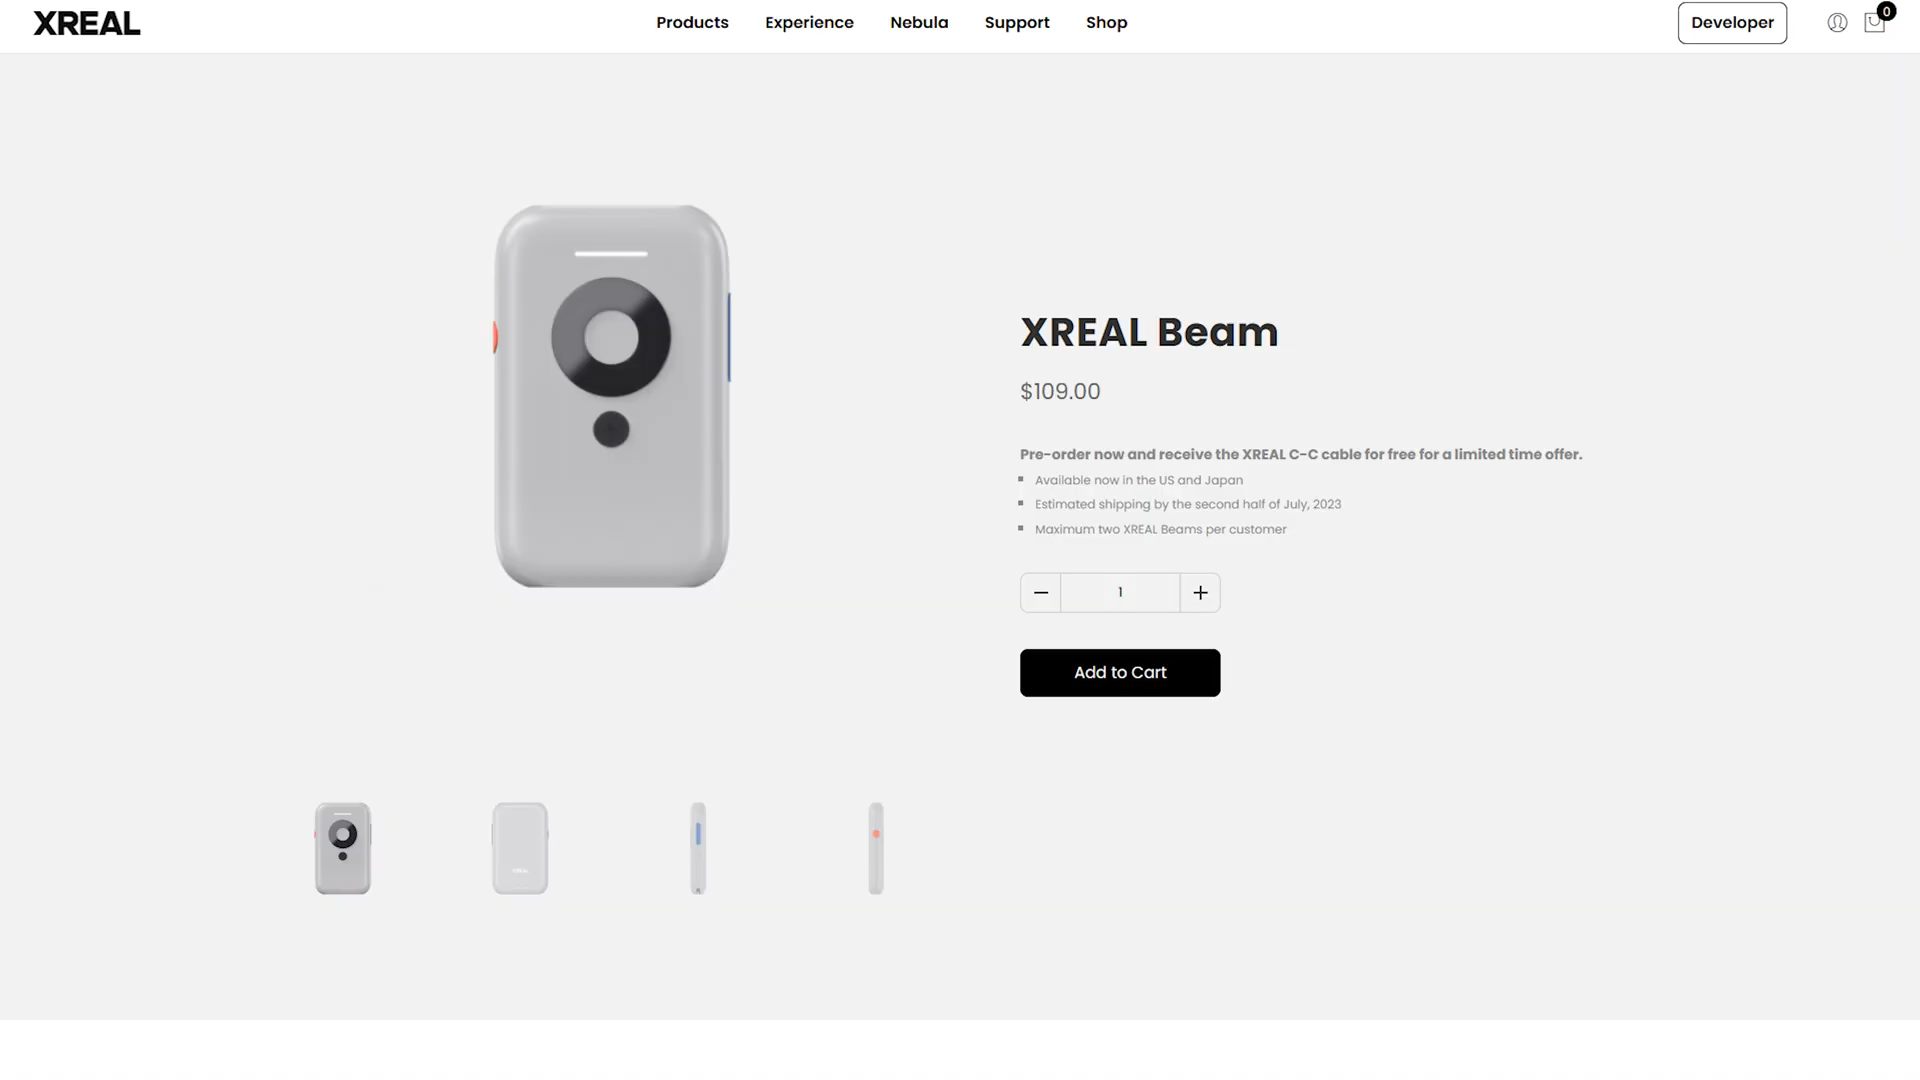 XREAL
Products
Experience
Nebula
Support
Shop
Developer
0
XREAL Beam
$109.00
Pre-order now and receive the XREAL C-C cable for free for a limited time offer.
Available now in the US and Japan
Estimated shipping by the second half of July, 2023
Maximum two XREAL Beams per customer
1
Add to Cart